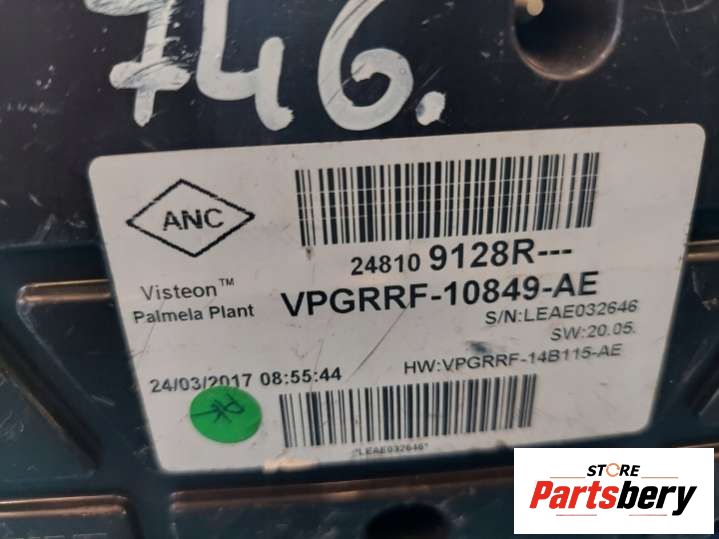 746.
ANC
24810 9128R---
Visteon™
Palmela Plant
VPGRRF-10849-AE
S/N:LEAE032646
SW:20.05.
HW:VPGRRF-14B115-AE
24/03/2017 08:55:44
*LEAE032646*
STORE
Partsbery